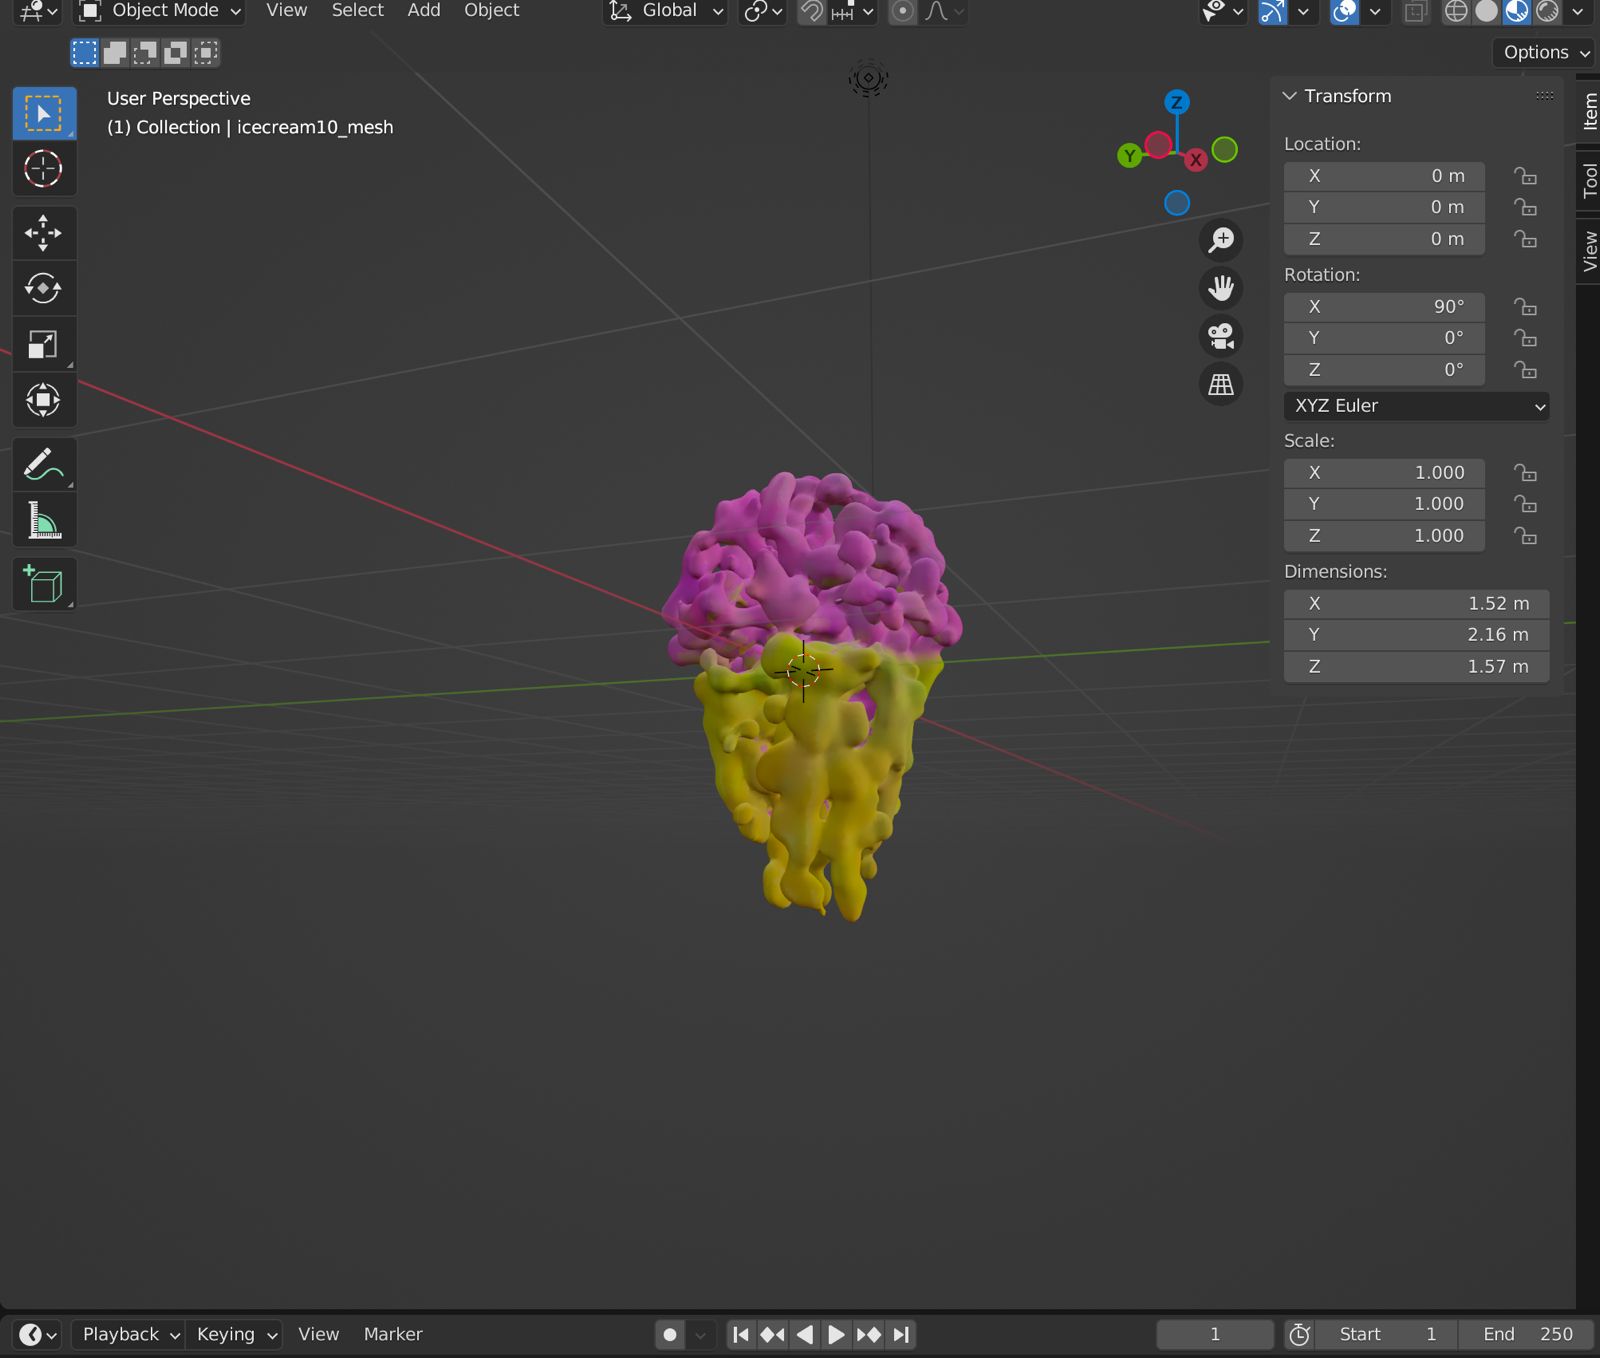 Object Mode View Select Add Object Global
Options
User Perspective
(1) Collection | icecream10_mesh
Z
Y
X
Transform
Location:
X 0 m
Y 0 m
Z 0 m
Rotation:
X 90°
Y 0°
Z 0°
XYZ Euler
Scale:
X 1.000
Y 1.000
Z 1.000
Dimensions:
X 1.52 m
Y 2.16 m
Z 1.57 m
Item
Tool
View
Playback Keying View Marker 1 Start 1 End 250